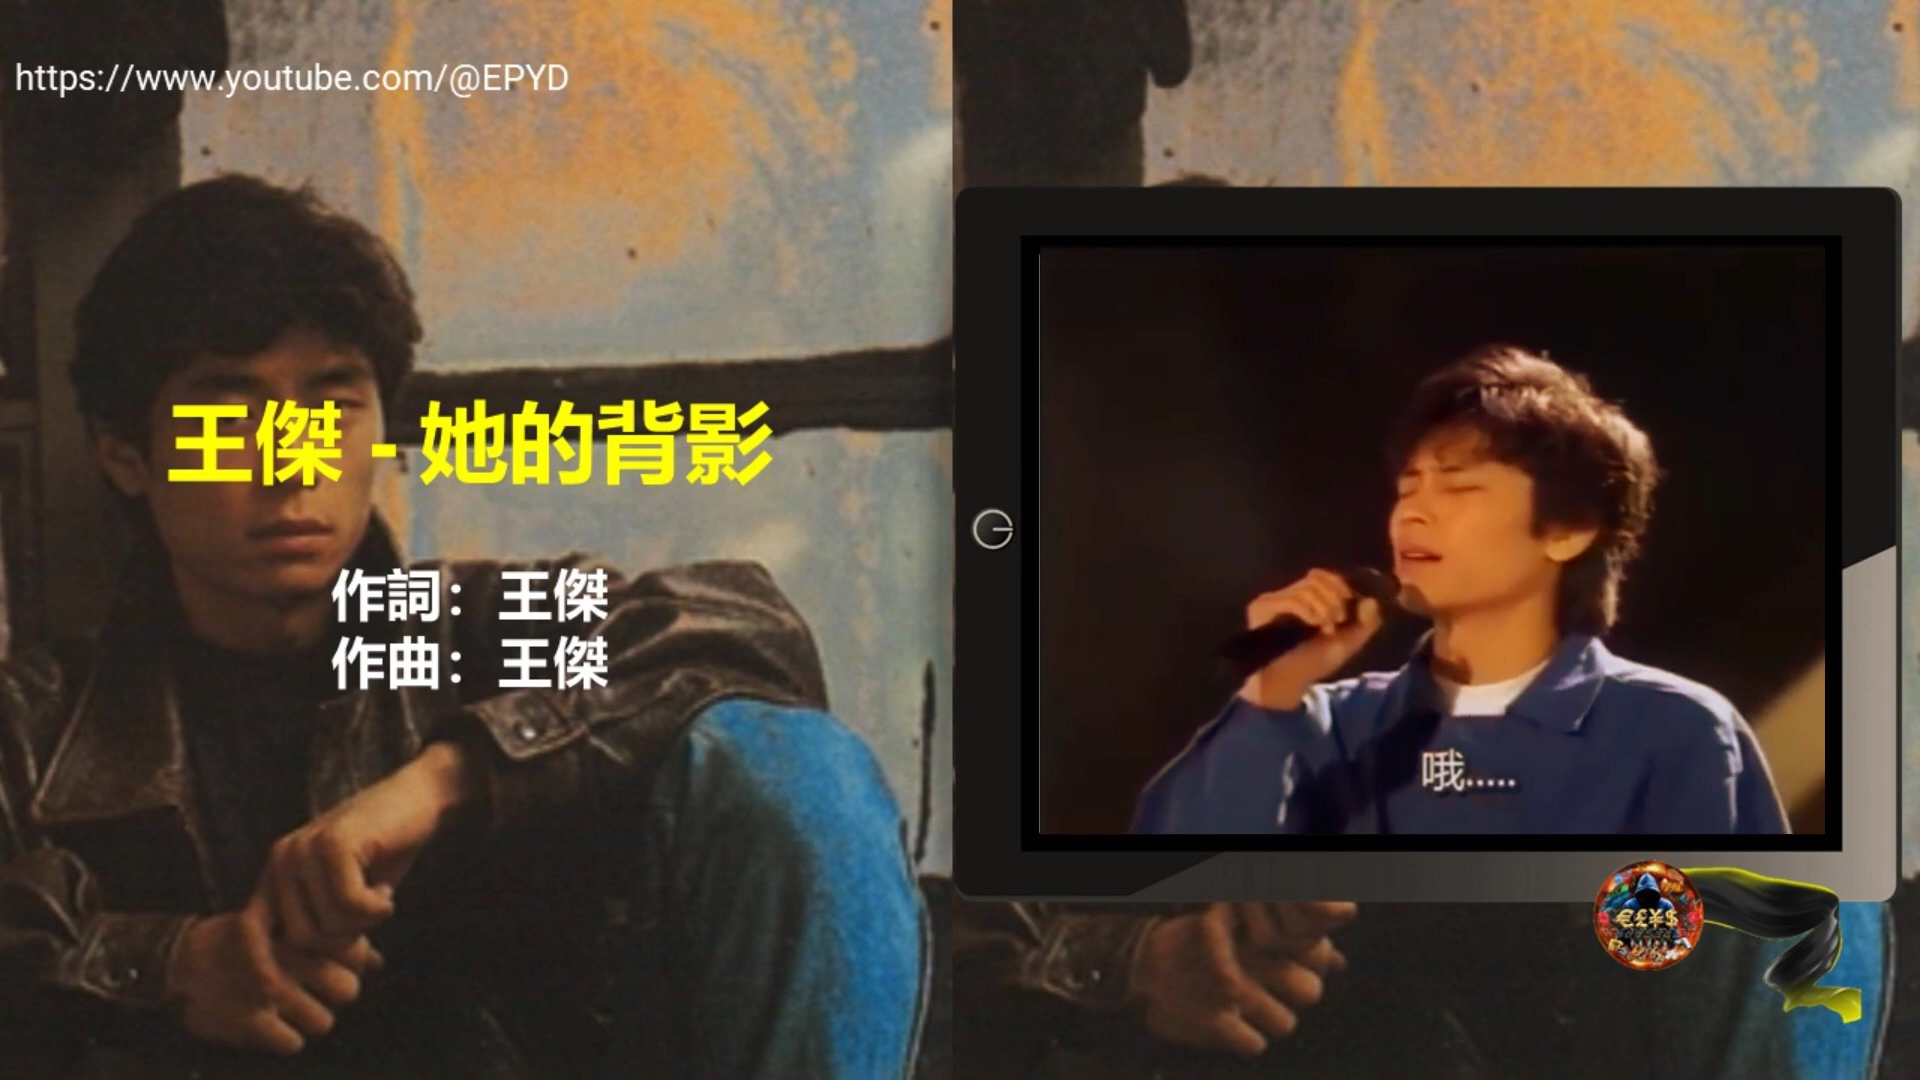 https://www.youtube.com/@EPYD
王傑 - 她的背影
作詞：王傑
作曲：王傑
哦.....
€£¥$